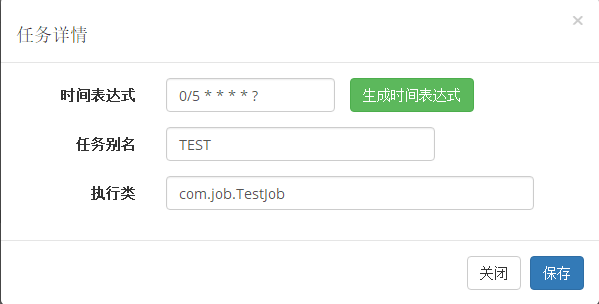 任务详情
×
时间表达式 0/5 * * * * ? 生成时间表达式
任务别名 TEST
执行类 com.job.TestJob
关闭 保存